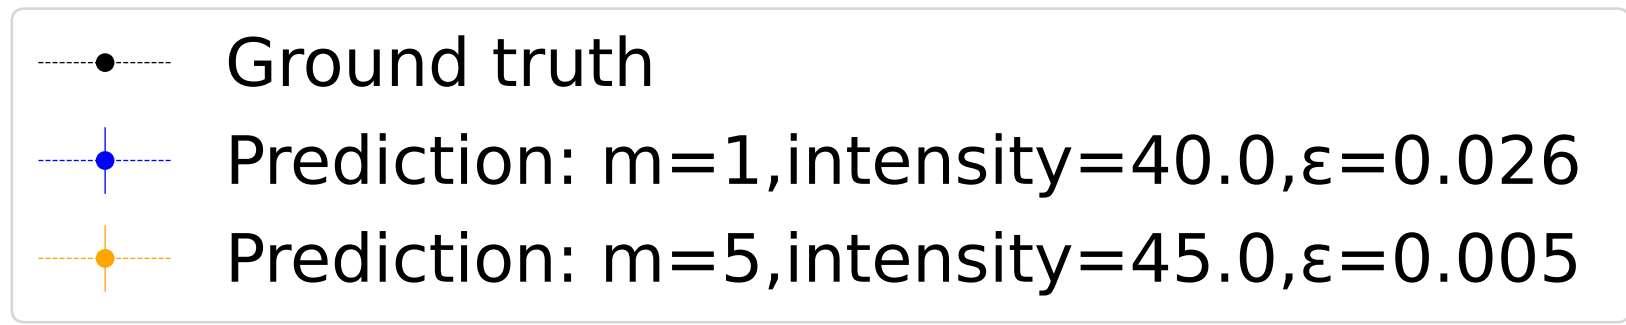 Ground truth
Prediction: m=1,intensity=40.0,ε=0.026
Prediction: m=5,intensity=45.0,ε=0.005